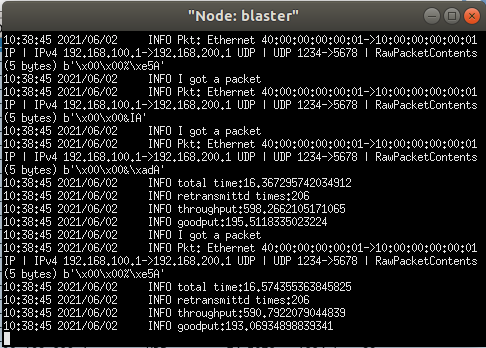 "Node: blaster"
10:38:45 2021/06/02     INFO Pkt: Ethernet 40:00:00:00:00:01->10:00:00:00:00:01
IP | IPv4 192.168.100.1->192.168.200.1 UDP | UDP 1234->5678 | RawPacketContents
(5 bytes) b'\x00\x00%\xe5A'
10:38:45 2021/06/02     INFO I got a packet
10:38:45 2021/06/02     INFO Pkt: Ethernet 40:00:00:00:00:01->10:00:00:00:00:01
IP | IPv4 192.168.100.1->192.168.200.1 UDP | UDP 1234->5678 | RawPacketContents
(5 bytes) b'\x00\x00&IA'
10:38:45 2021/06/02     INFO I got a packet
10:38:45 2021/06/02     INFO Pkt: Ethernet 40:00:00:00:00:01->10:00:00:00:00:01
IP | IPv4 192.168.100.1->192.168.200.1 UDP | UDP 1234->5678 | RawPacketContents
(5 bytes) b'\x00\x00&\xadA'
10:38:45 2021/06/02     INFO total time:16.367295742034912
10:38:45 2021/06/02     INFO retransmittd times:206
10:38:45 2021/06/02     INFO throughput:598.2662105171065
10:38:45 2021/06/02     INFO goodput:195.5118335023224
10:38:45 2021/06/02     INFO I got a packet
10:38:45 2021/06/02     INFO Pkt: Ethernet 40:00:00:00:00:01->10:00:00:00:00:01
IP | IPv4 192.168.100.1->192.168.200.1 UDP | UDP 1234->5678 | RawPacketContents
(5 bytes) b'\x00\x00%\xe5A'
10:38:45 2021/06/02     INFO total time:16.574355363845825
10:38:45 2021/06/02     INFO retransmittd times:206
10:38:45 2021/06/02     INFO throughput:590.7922079044839
10:38:45 2021/06/02     INFO goodput:193.06934898839341